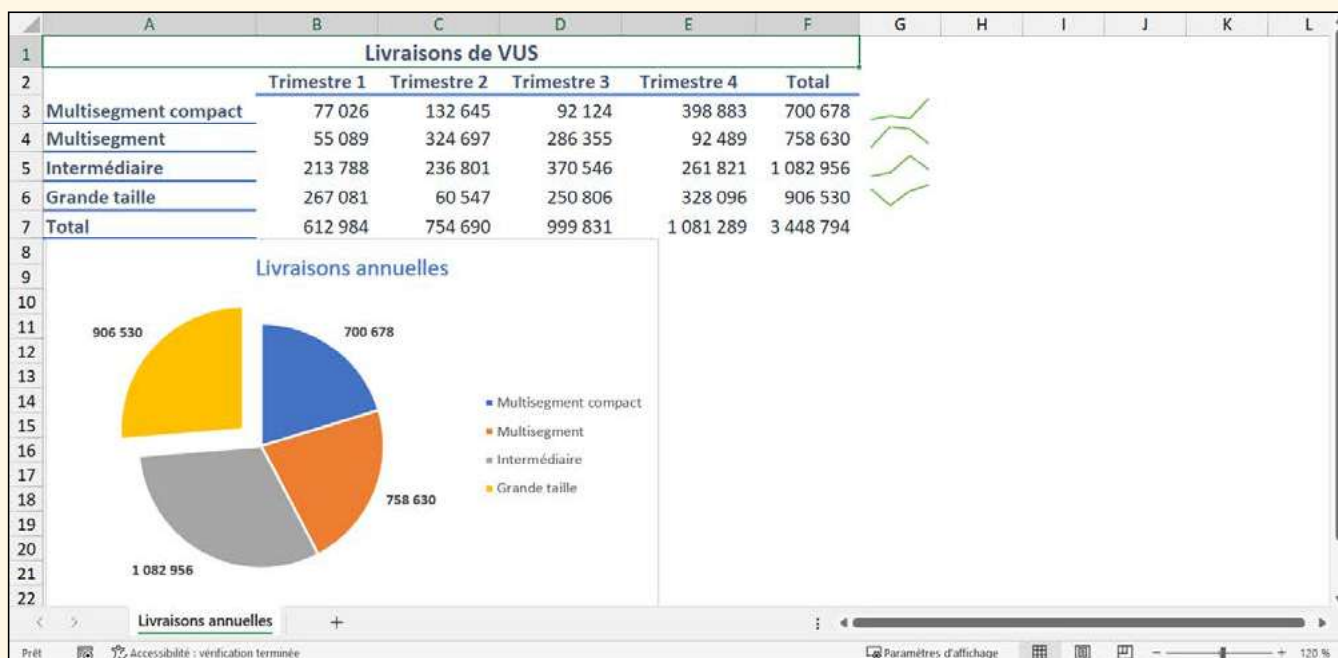 A B C D E F G H I J K L
1 Livraisons de VUS
2 Trimestre 1 Trimestre 2 Trimestre 3 Trimestre 4 Total
3 Multisegment compact 77 026 132 645 92 124 398 883 700 678
4 Multisegment 55 089 324 697 286 355 92 489 758 630
5 Intermédiaire 213 788 236 801 370 546 261 821 1 082 956
6 Grande taille 267 081 60 547 250 806 328 096 906 530
7 Total 612 984 754 690 999 831 1 081 289 3 448 794
8
Livraisons annuelles
9
10
11
906 530 700 678
12
13
14 Multisegment compact
15 Multisegment
16 Intermédiaire
17
18 Grande taille
758 630
19
20
21 1 082 956
22
Livraisons annuelles +
Prêt Accessibilité : vérification terminée Paramètres d'affichage - + 120 %